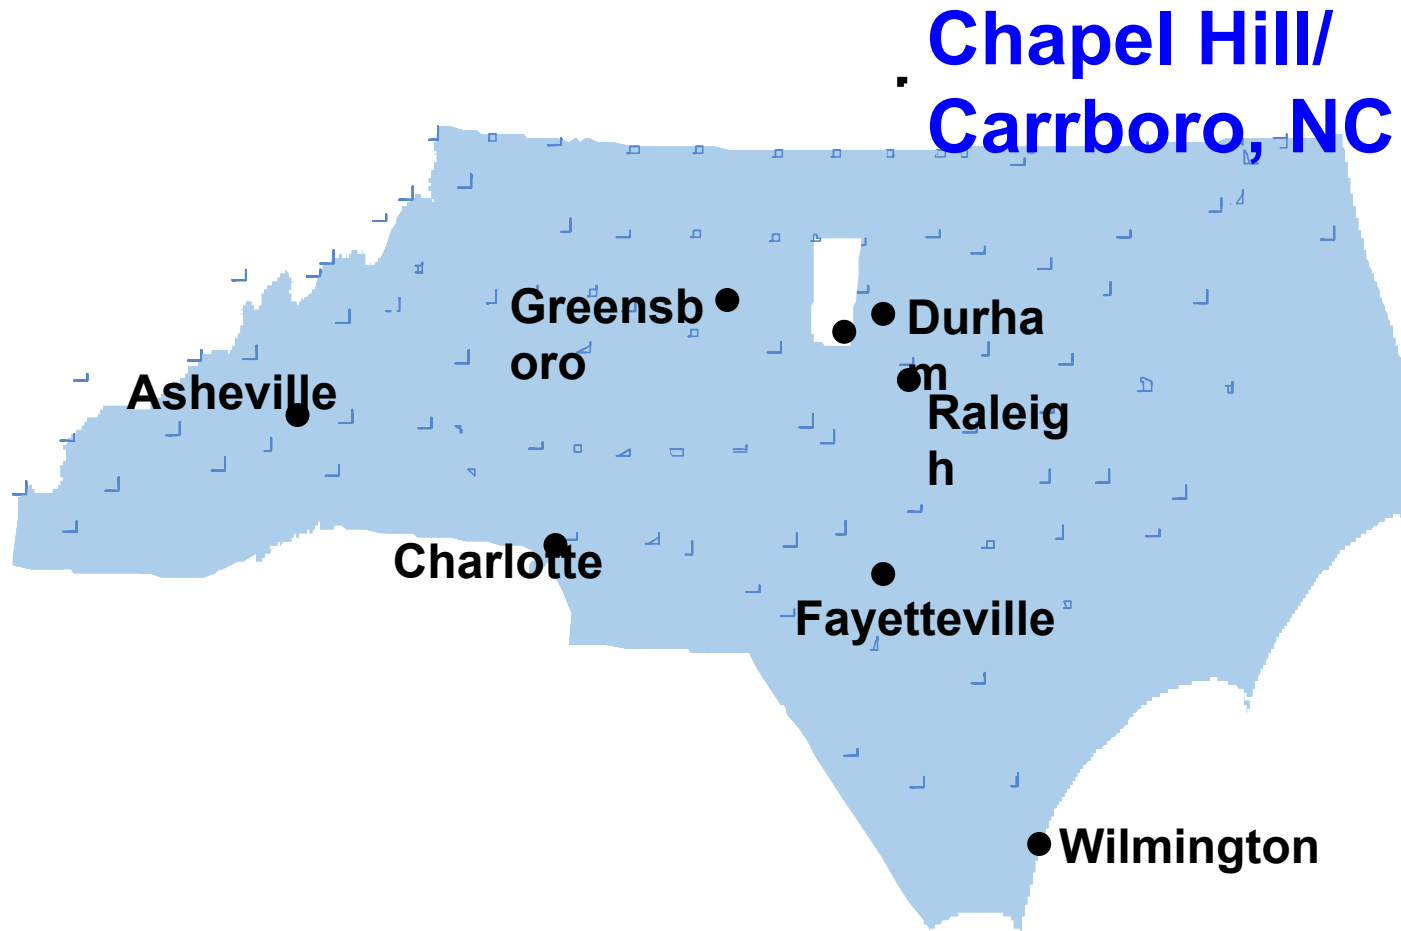 Chapel Hill/
Carrboro, NC
Greensb
oro
Durha
m
Asheville
Raleig
h
Charlotte
Fayetteville
Wilmington